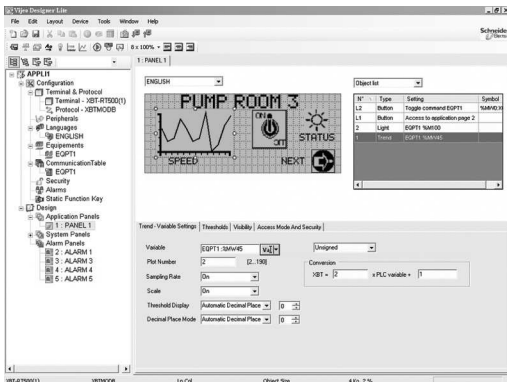 Vijeo Designer Lite
File Edit Layout Device Tools Window Help
Schneider
100%
1 : PANEL 1
APPLI1
Configuration
Terminal & Protocol
Terminal - XBT-RT500(1)
Protocol - XBTMODB
Peripherals
Languages
ENGLISH
Equipements
EQPT1
CommunicationTable
EQPT1
Security
Alarms
Static Function Key
Design
Application Panels
1 : PANEL 1
System Panels
Alarm Panels
2 : ALARM 1
3 : ALARM 3
4 : ALARM 4
5 : ALARM 5
ENGLISH
PUMP ROOM 3
ON
OFF
STATUS
SPEED
NEXT
Object list
N° Type Setting Symbol
L2 Button Toggle command EQPT1
L1 Button Access to application page 2
2 Light EQPT1 %M100
1 Trend EQPT1 %MW45
Trend - Variable Settings Thresholds Visibility Access Mode And Security
Variable EQPT1:%MW45 Unsigned
Plot Number 2 [2...190] Conversion
XBT = 2 x PLC variable + 1
Sampling Rate On
Scale On
Threshold Display Automatic Decimal Place 0
Decimal Place Mode Automatic Decimal Place 0
XBT-RT500(1) XBTMODB Ln Col Object Size